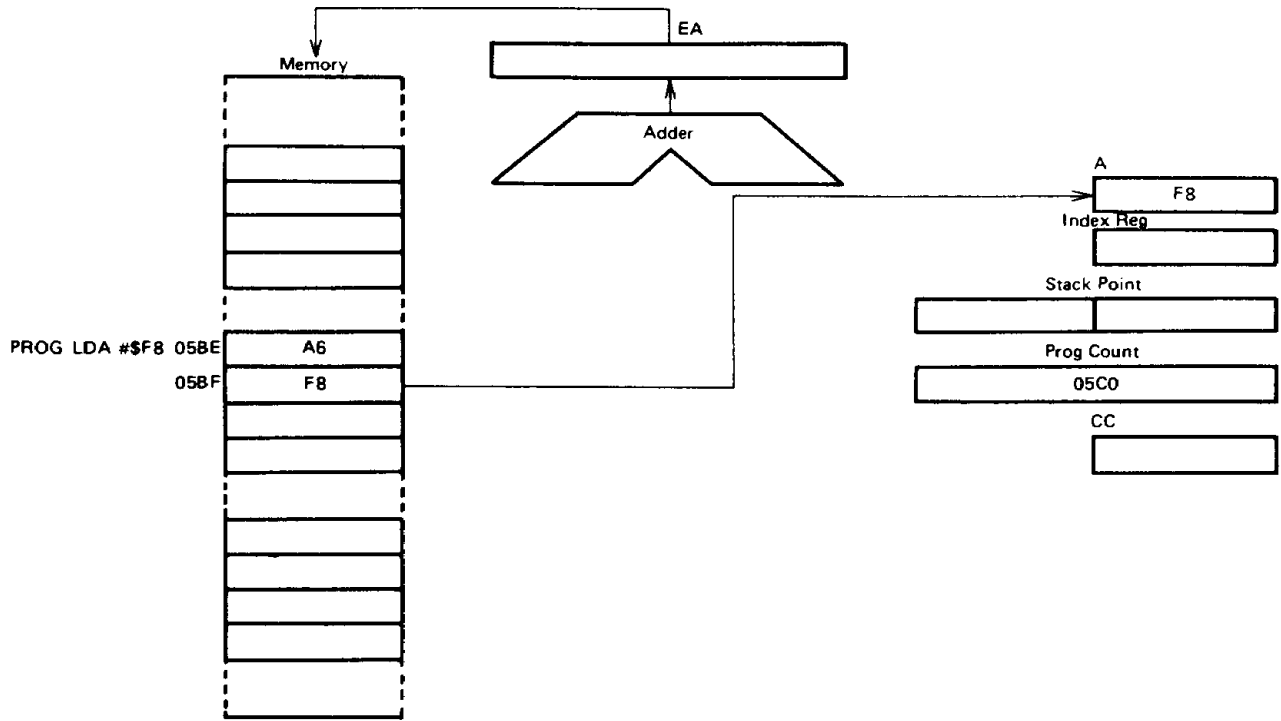 EA
Memory
Adder
A
F8
Index Reg
Stack Point
PROG LDA #$F8 05BE A6
Prog Count
05BF F8
05C0
CC